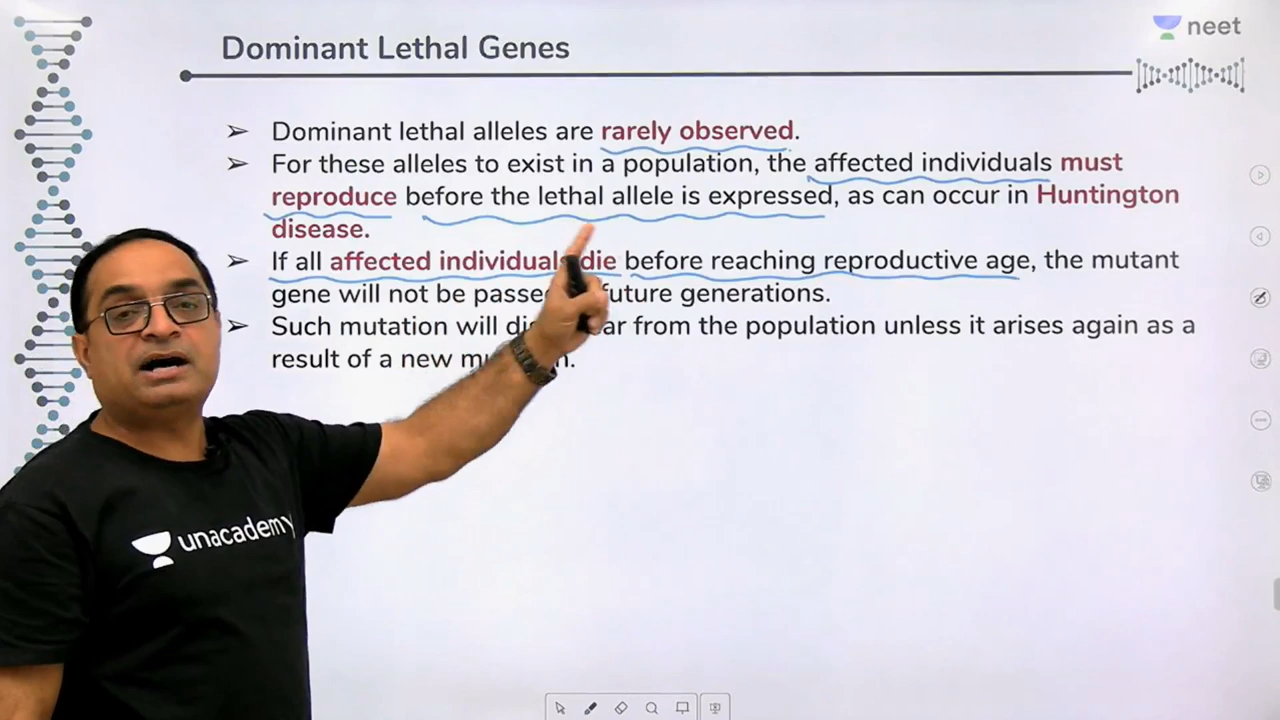 Dominant Lethal Genes
neet
Dominant lethal alleles are rarely observed.
For these alleles to exist in a population, the affected individuals must
reproduce before the lethal allele is expressed, as can occur in Huntington
disease.
If all affected individuals die before reaching reproductive age, the mutant
gene will not be passed future generations.
Such mutation will from the population unless it arises again as a
result of a new
unacademy